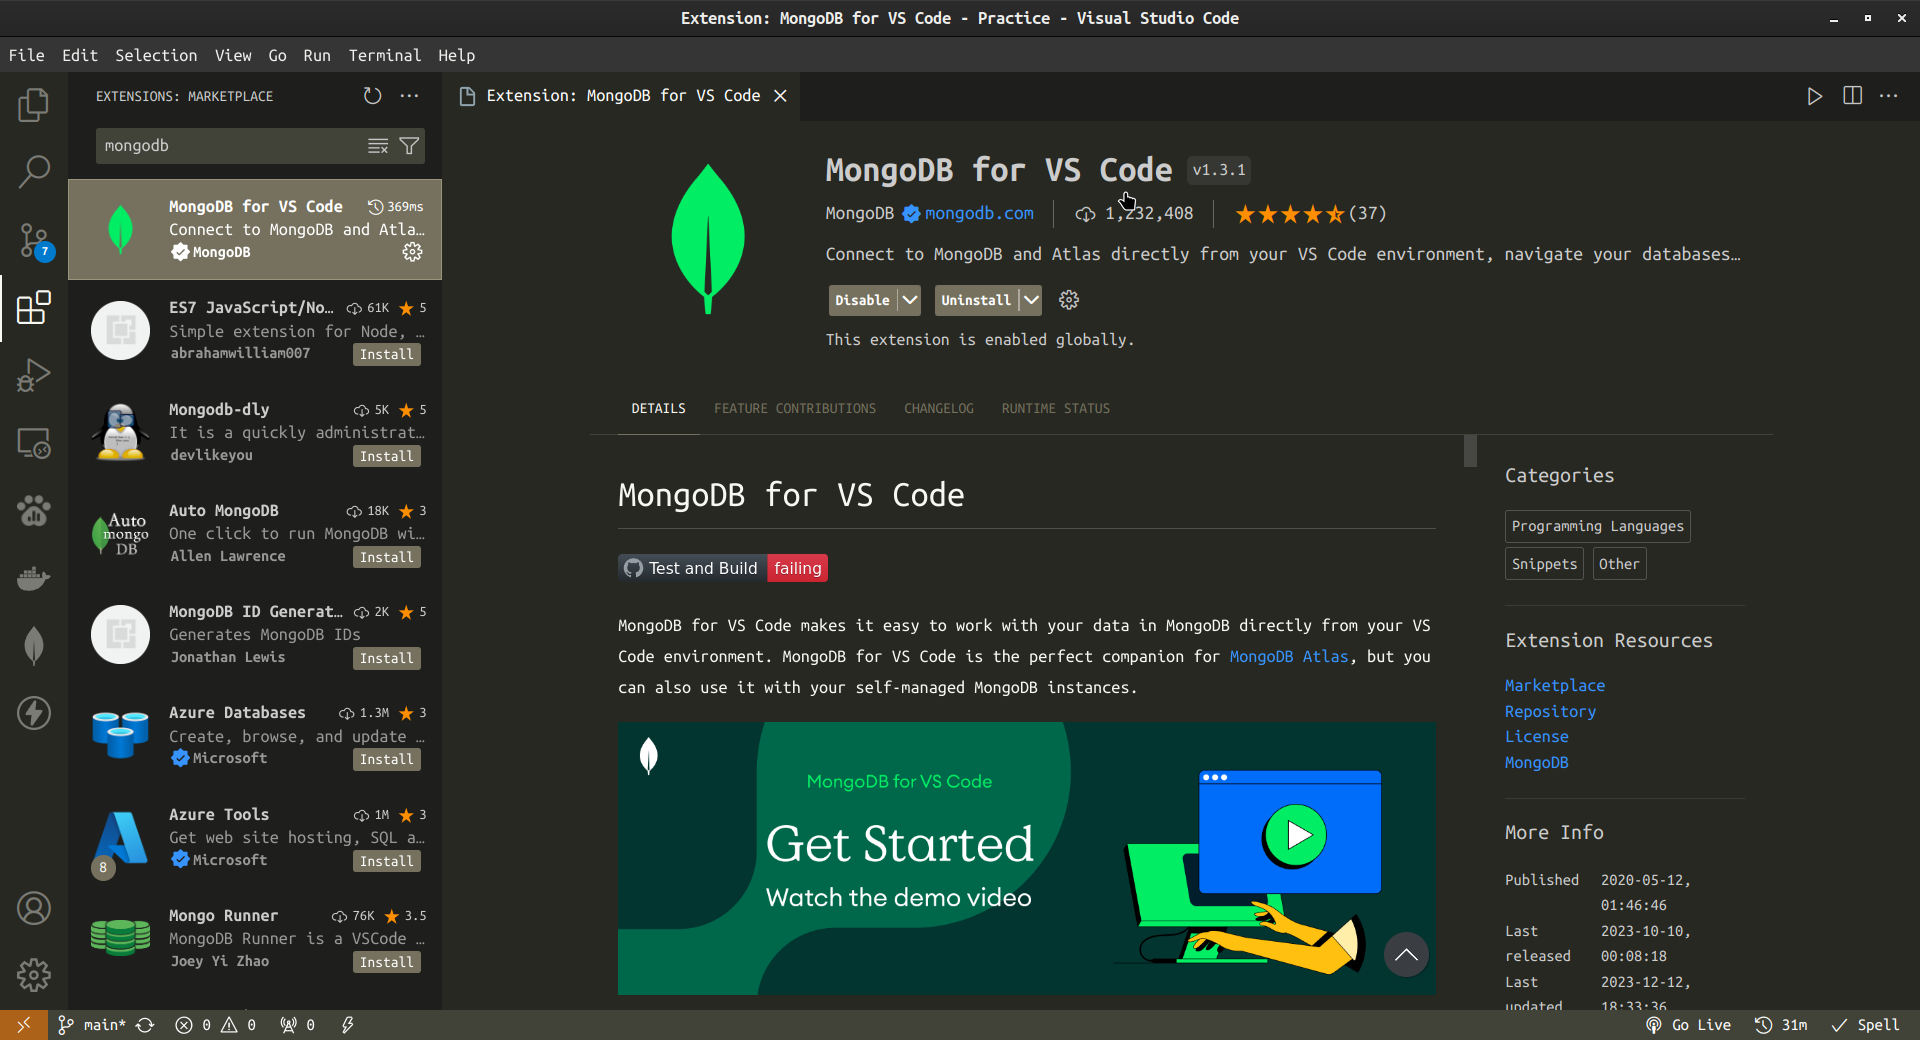 Extension: MongoDB for VS Code - Practice - Visual Studio Code
File Edit Selection View Go Run Terminal Help
EXTENSIONS: MARKETPLACE
mongodb
7
MongoDB for VS Code 369ms
Connect to MongoDB and Atla…
MongoDB
ES7 JavaScript/No… 61K 5
Simple extension for Node, …
abrahamwilliam007 Install
Mongodb-dly 5K 5
It is a quickly administrat…
devlikeyou Install
Auto mongo DB
Auto MongoDB 18K 3
One click to run MongoDB wi…
Allen Lawrence Install
MongoDB ID Generat… 2K 5
Generates MongoDB IDs
Jonathan Lewis Install
Azure Databases 1.3M 3
Create, browse, and update …
Microsoft Install
Azure Tools 1M 3
Get web site hosting, SQL a…
8 Microsoft Install
Mongo Runner 76K 3.5
MongoDB Runner is a VSCode …
Joey Yi Zhao Install
Extension: MongoDB for VS Code
MongoDB for VS Code v1.3.1
MongoDB mongodb.com 1,232,408 (37)
Connect to MongoDB and Atlas directly from your VS Code environment, navigate your databases…
Disable Uninstall
This extension is enabled globally.
DETAILS FEATURE CONTRIBUTIONS CHANGELOG RUNTIME STATUS
MongoDB for VS Code
Test and Build failing
MongoDB for VS Code makes it easy to work with your data in MongoDB directly from your VS
Code environment. MongoDB for VS Code is the perfect companion for MongoDB Atlas, but you
can also use it with your self-managed MongoDB instances.
MongoDB for VS Code
Get Started
Watch the demo video
Categories
Programming Languages
Snippets Other
Extension Resources
Marketplace
Repository
License
MongoDB
More Info
Published 2020-05-12,
01:46:46
Last 2023-10-10,
released 00:08:18
Last 2023-12-12,
updated 18:33:36
main* 0 0 0 Go Live 31m Spell